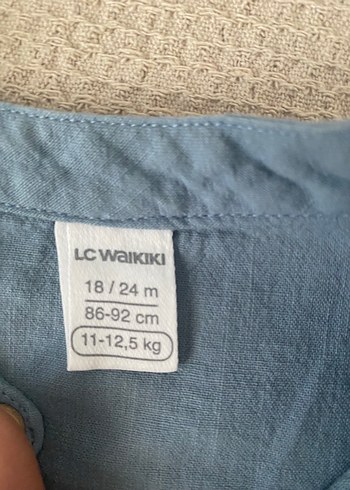 LC WAIKIKI
18 / 24 m
86-92 cm
11-12,5 kg